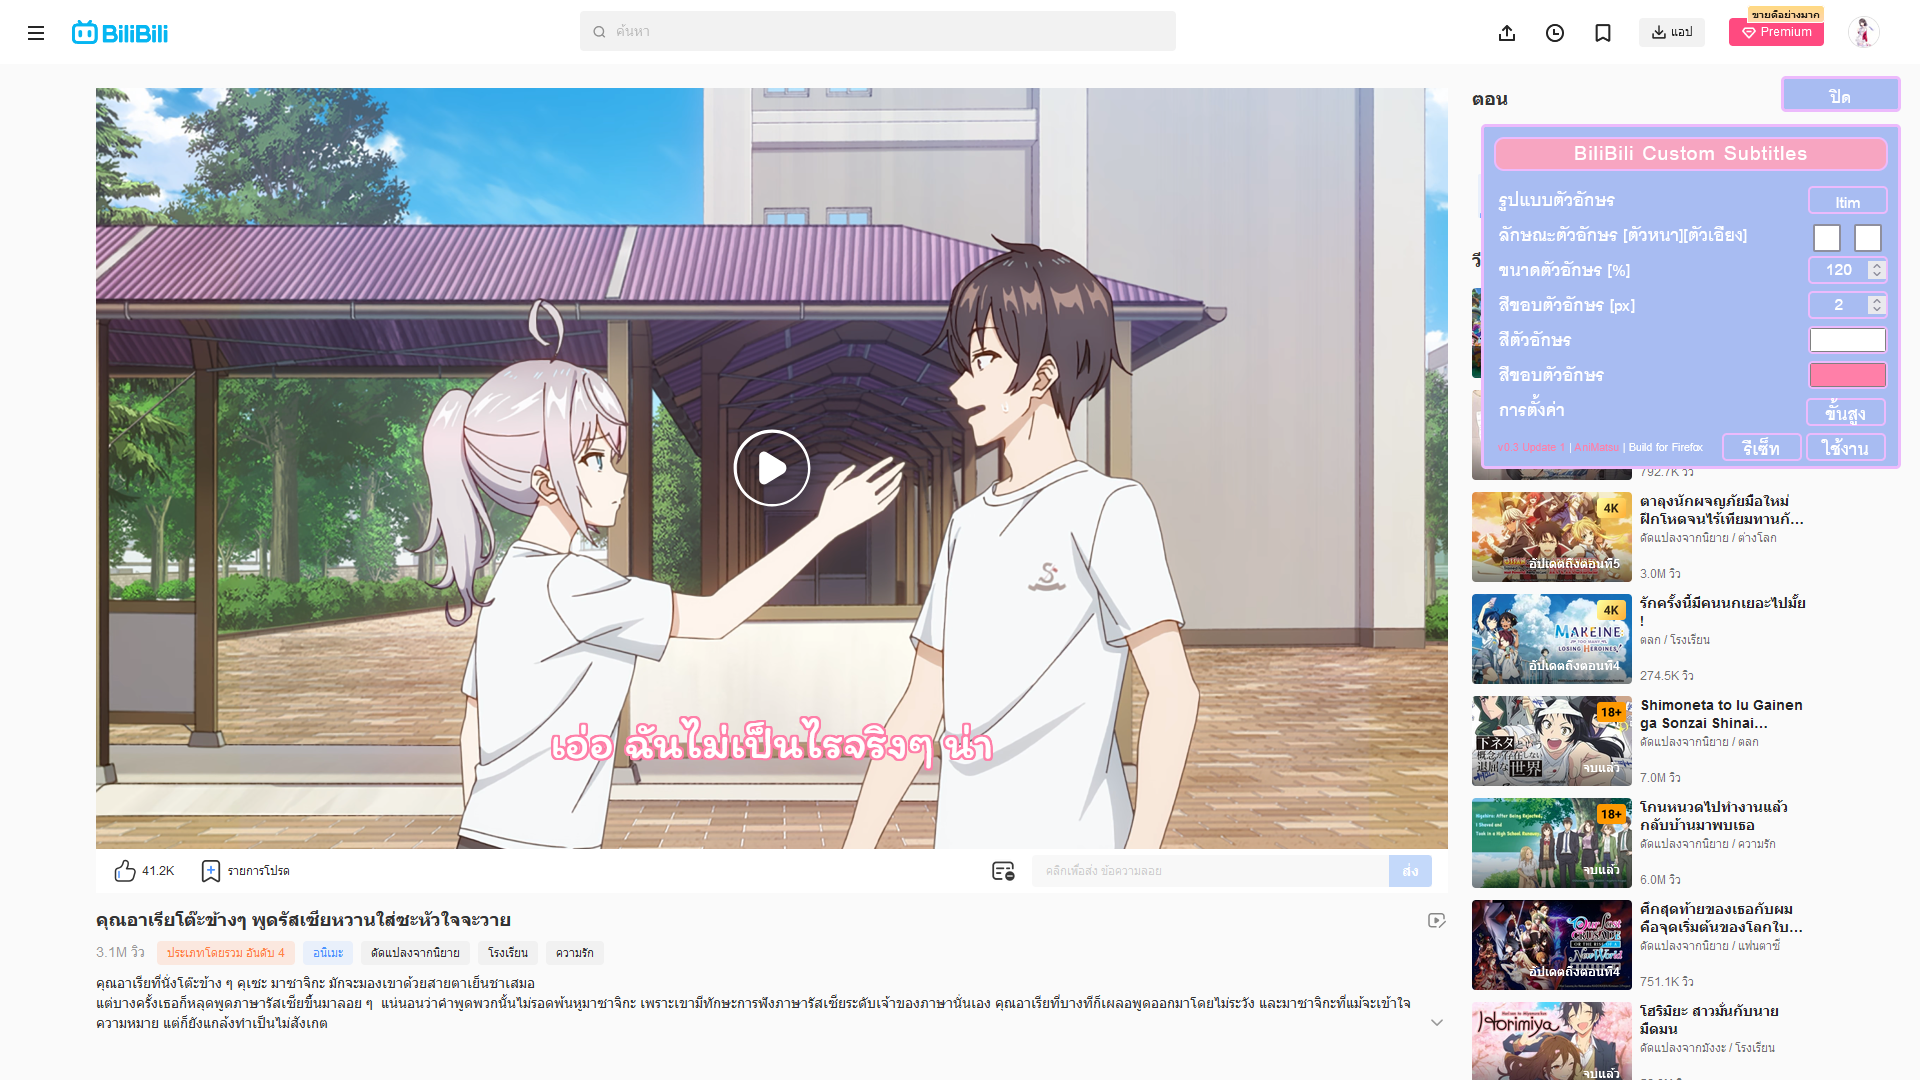 BiliBili
ค้นหา
แอป
ขายดีอย่างมาก
Premium
ตอน
ปิด
BiliBili Custom Subtitles
รูปแบบตัวอักษร
Itim
ลักษณะตัวอักษร [ตัวหนา][ตัวเอียง]
ขนาดตัวอักษร [%]
120
สีขอบตัวอักษร [px]
2
สีตัวอักษร
สีขอบตัวอักษร
การตั้งค่า
ขั้นสูง
v0.3 Update 1 | AniMatsu | Build for Firefox
รีเซ็ท
ใช้งาน
792.7K วิว
4K
อัปเดตถึงตอนที่5
ตาลุงนักผจญภัยมือใหม่
ฝึกโหดจนไร้เทียมทานกั...
ดัดแปลงจากนิยาย / ต่างโลก
3.0M วิว
4K
MAKEINE
TOO MANY
LOSING HEROINES!
อัปเดตถึงตอนที่4
รักครั้งนี้มีคนนกเยอะไปมั้ย
!
ตลก / โรงเรียน
274.5K วิว
18+
下ネタという
概念が存在しない
退屈な世界
จบแล้ว
Shimoneta to Iu Gainen
ga Sonzai Shinai...
ดัดแปลงจากนิยาย / ตลก
7.0M วิว
Higehiro: After Being Rejected,
I Shaved and
Took in a High School Runaway
18+
จบแล้ว
โกนหนวดไปทำงานแล้ว
กลับบ้านมาพบเธอ
ดัดแปลงจากนิยาย / ความรัก
6.0M วิว
Our Last
CRUSADE
OR THE RISE OF A
New World
อัปเดตถึงตอนที่4
ศึกสุดท้ายของเธอกับผม
คือจุดเริ่มต้นของโลกใบ...
ดัดแปลงจากนิยาย / แฟนตาซี
751.1K วิว
Horimiya
จบแล้ว
โฮริมิยะ สาวมั่นกับนาย
มืดมน
ดัดแปลงจากมังงะ / โรงเรียน
เอ่อ ฉันไม่เป็นไรจริงๆ น่า
41.2K
รายการโปรด
คลิกเพื่อส่ง ข้อความลอย
ส่ง
คุณอาเรียโต๊ะข้างๆ พูดรัสเซียหวานใส่ซะหัวใจจะวาย
3.1M วิว
ประเภทโดยรวม อันดับ 4
อนิเมะ
ดัดแปลงจากนิยาย
โรงเรียน
ความรัก
คุณอาเรียที่นั่งโต๊ะข้าง ๆ คุเซะ มาซาจิกะ มักจะมองเขาด้วยสายตาเย็นชาเสมอ
แต่บางครั้งเธอก็หลุดพูดภาษารัสเซียขึ้นมาลอย ๆ แน่นอนว่าคำพูดพวกนั้นไม่รอดพ้นหูมาซาจิกะ เพราะเขามีทักษะการฟังภาษารัสเซียระดับเจ้าของภาษานั่นเอง คุณอาเรียที่บางทีก็เผลอพูดออกมาโดยไม่ระวัง และมาซาจิกะที่แม้จะเข้าใจ
ความหมาย แต่ก็ยังแกล้งทำเป็นไม่สังเกต